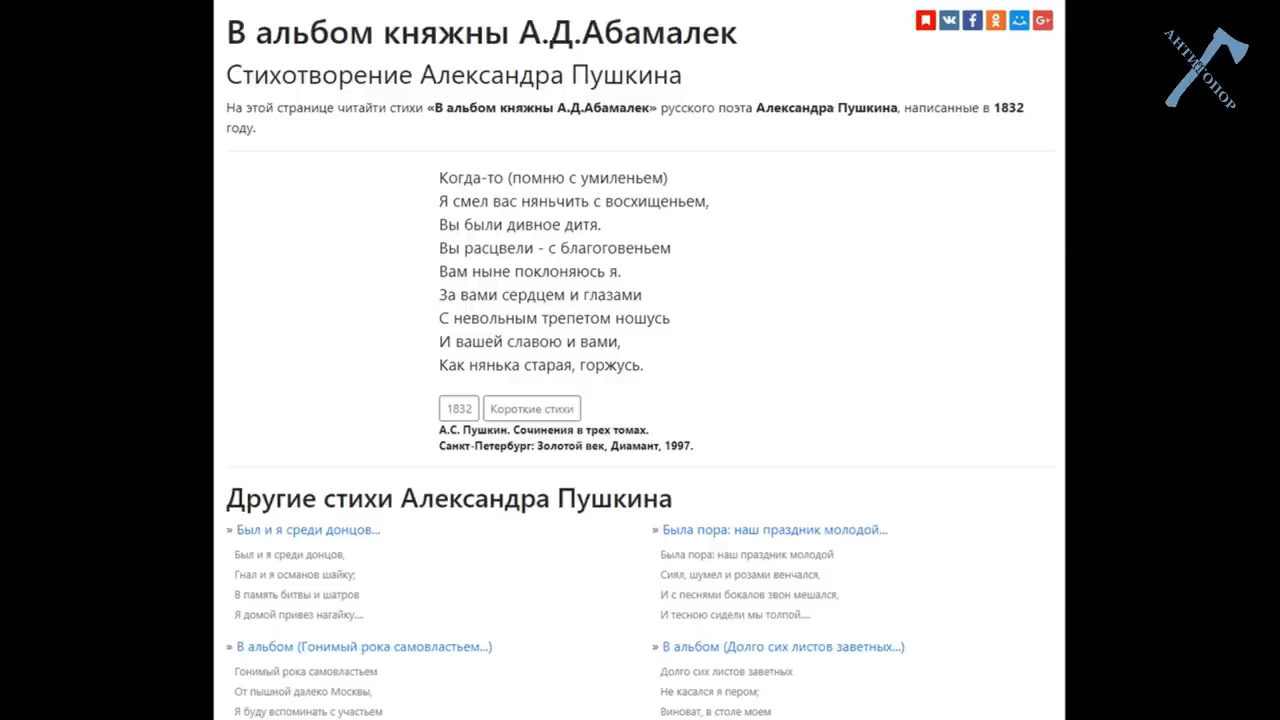 В альбом княжны А.Д.Абамалек
Стихотворение Александра Пушкина
На этой странице читайти стихи «В альбом княжны А.Д.Абамалек» русского поэта Александра Пушкина, написанные в 1832
году.
Когда-то (помню с умиленьем)
Я смел вас няньчить с восхищеньем,
Вы были дивное дитя.
Вы расцвели - с благоговеньем
Вам ныне поклоняюсь я.
За вами сердцем и глазами
С невольным трепетом ношусь
И вашей славою и вами,
Как нянька старая, горжусь.
1832 Короткие стихи
А.С. Пушкин. Сочинения в трех томах.
Санкт-Петербург: Золотой век, Диамант, 1997.
Другие стихи Александра Пушкина
» Был и я среди донцов...
Был и я среди донцов,
Гнал и я османов шайку;
В память битвы и шатров
Я домой привез нагайку....
» Была пора: наш праздник молодой...
Была пора: наш праздник молодой
Сиял, шумел и розами венчался,
И с песнями бокалов звон мешался,
И тесною сидели мы толпой....
» В альбом (Гонимый рока самовластьем...)
Гонимый рока самовластьем
От пышной далеко Москвы,
Я буду вспоминать с участьем
» В альбом (Долго сих листов заветных...)
Долго сих листов заветных
Не касался я пером;
Виноват, в столе моем
АНТИТОПОР